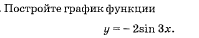 . Постройте график функции
y = – 2sin 3x.